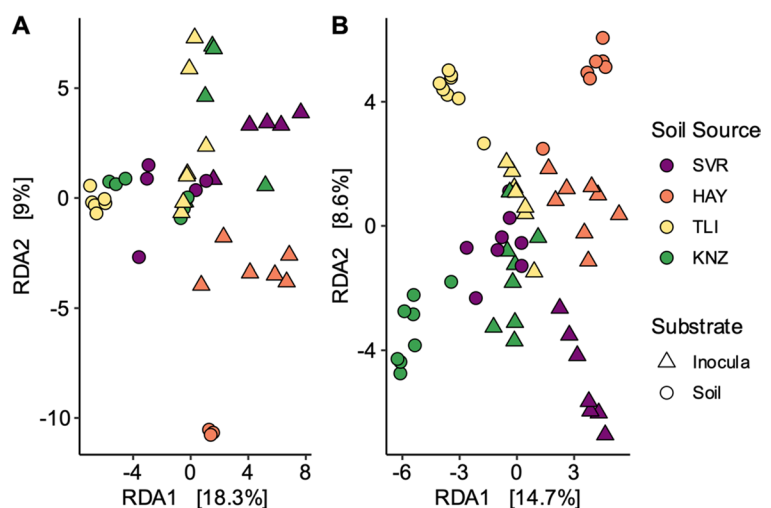 A
5
0
-5
-10
RDA2 [9%]
-4
0
4
8
RDA1 [18.3%]
B
4
0
-4
RDA2 [8.6%]
-6
-3
0
3
RDA1 [14.7%]
Soil Source
SVR
HAY
TLI
KNZ
Substrate
Inocula
Soil